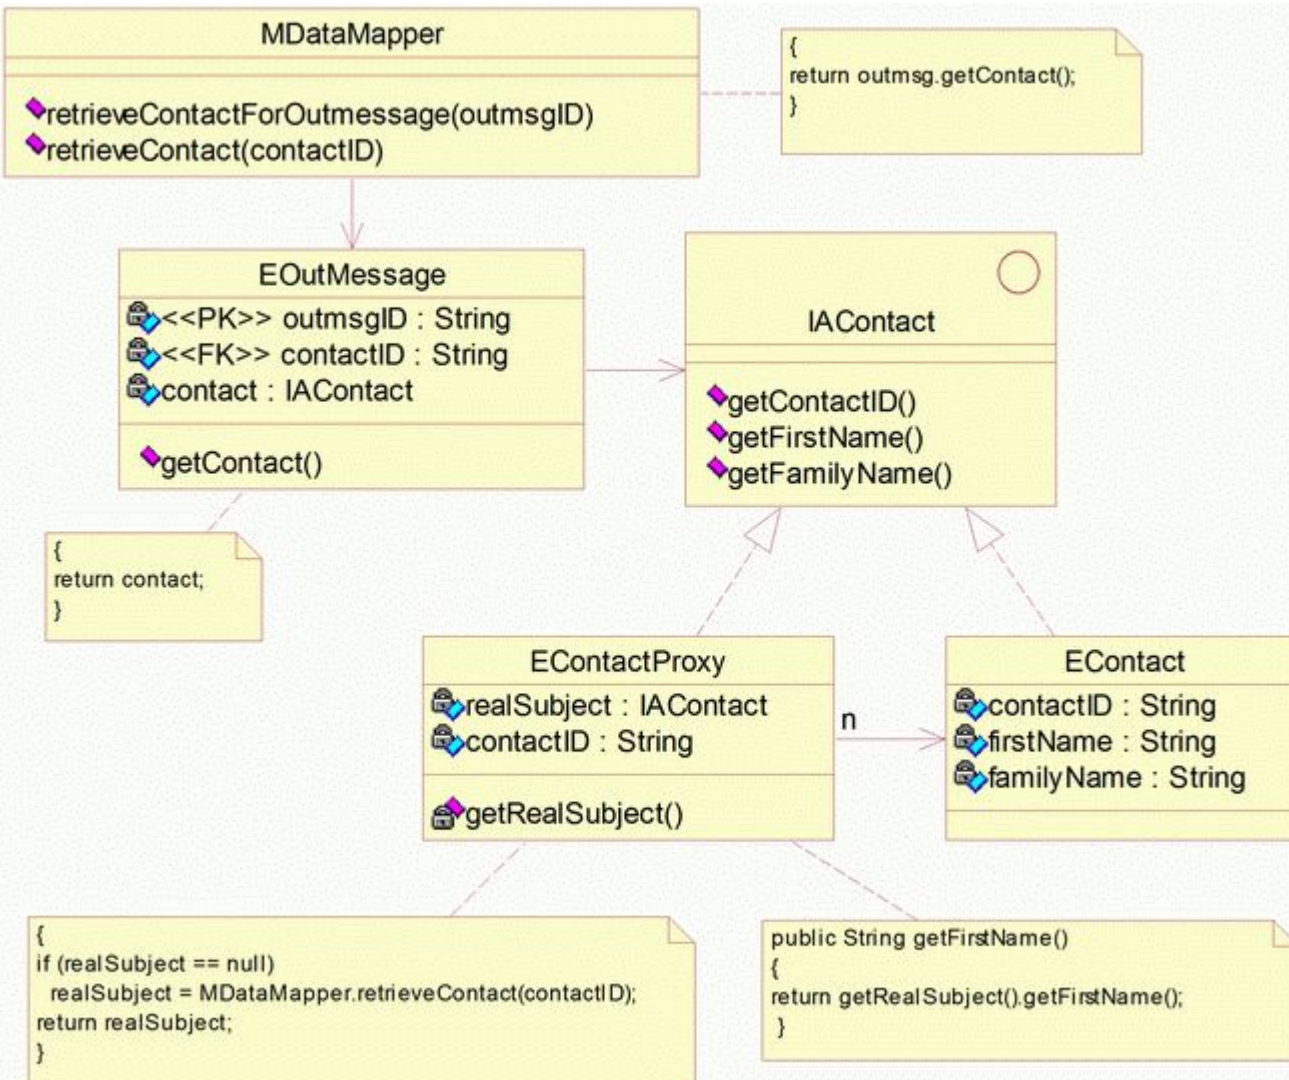 MDataMapper
retrieveContactForOutmessage(outmsgID)
retrieveContact(contactID)
{
return outmsg.getContact();
}
EOutMessage
<<PK>> outmsgID : String
<<FK>> contactID : String
contact : IAContact
getContact()
IAContact
getContactID()
getFirstName()
getFamilyName()
{
return contact;
}
EContactProxy
realSubject : IAContact
contactID : String
getRealSubject()
n
EContact
contactID : String
firstName : String
familyName : String
{
if (realSubject == null)
realSubject = MDataMapper.retrieveContact(contactID);
return realSubject;
}
public String getFirstName()
{
return getRealSubject().getFirstName();
}